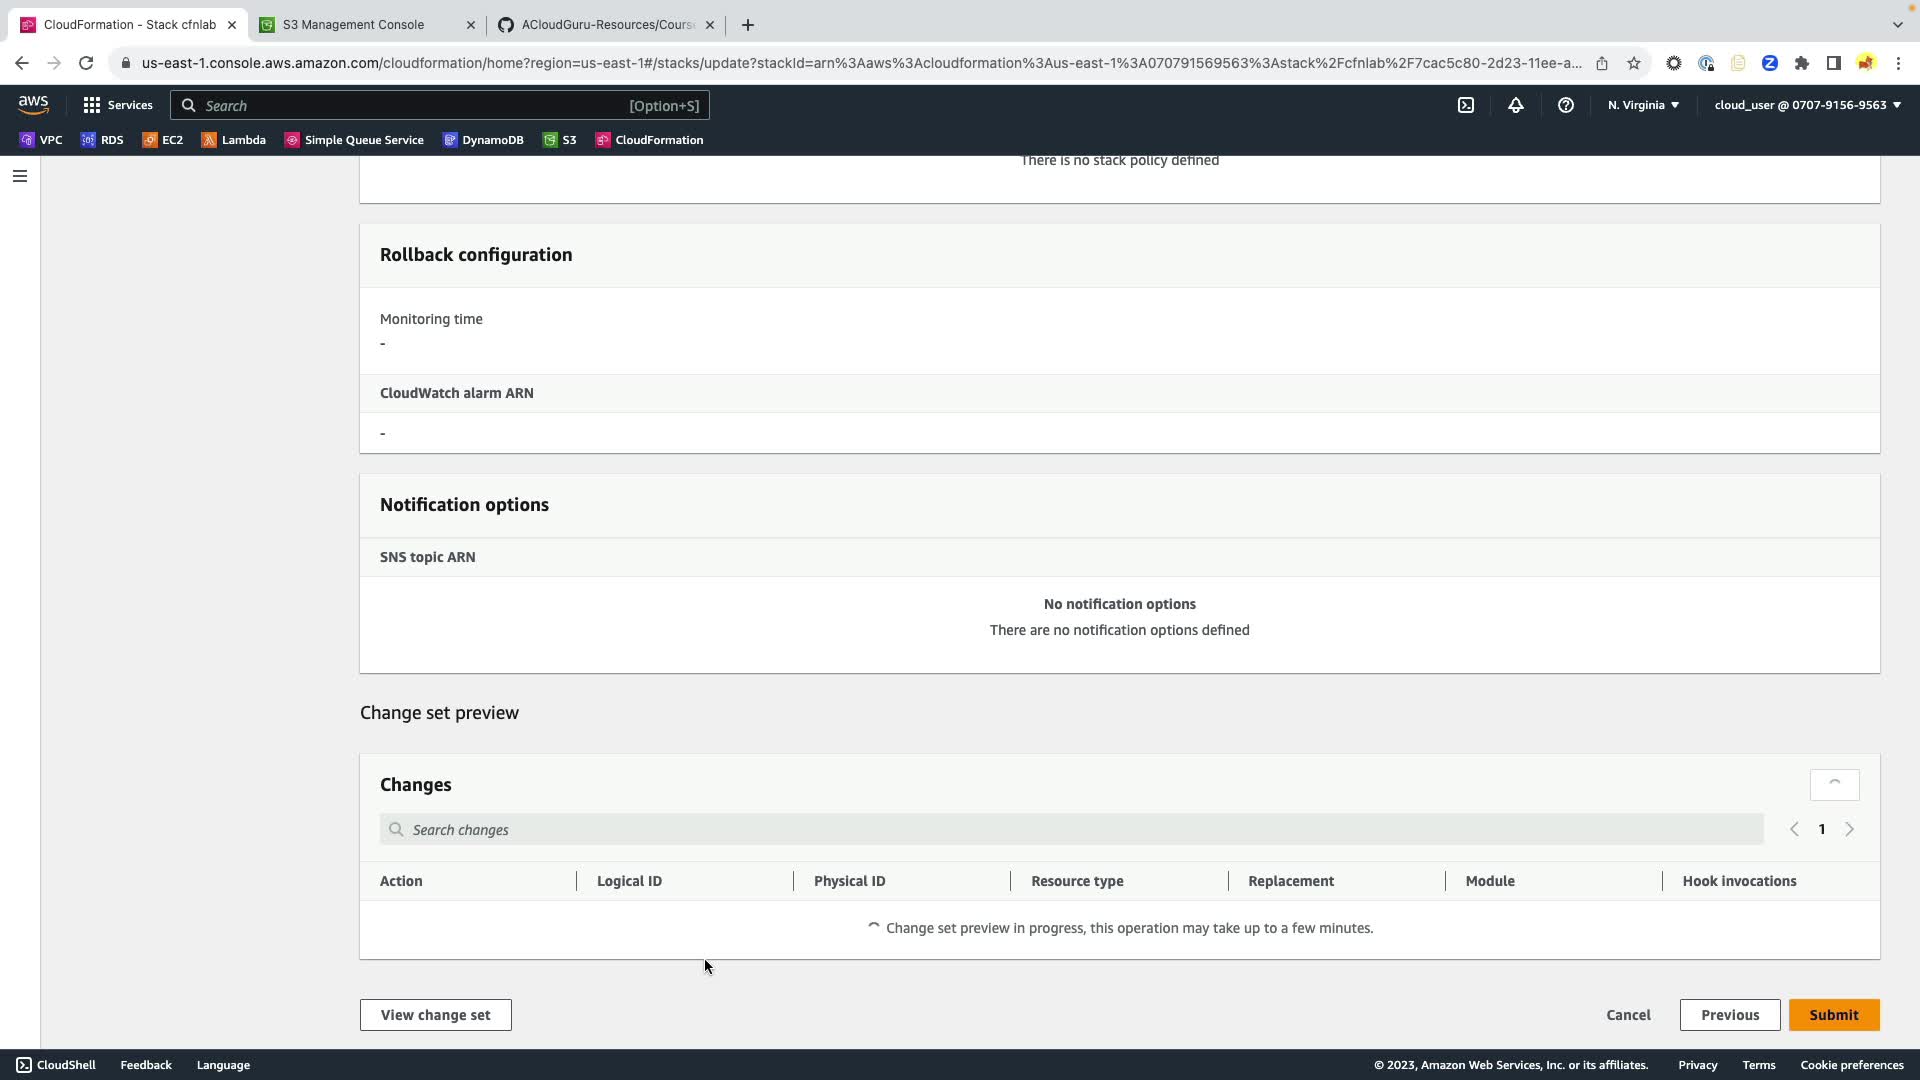 CloudFormation - Stack cfnlab
S3 Management Console
ACloudGuru-Resources/Cours
us-east-1.console.aws.amazon.com/cloudformation/home?region=us-east-1#/stacks/update?stackId=arn%3Aaws%3Acloudformation%3Aus-east-1%3A070791569563%3Astack%2Fcfnlab%2F7cac5c80-2d23-11ee-a...
aws
Services
Search
[Option+S]
N. Virginia
cloud_user @ 0707-9156-9563
VPC
RDS
EC2
Lambda
Simple Queue Service
DynamoDB
S3
CloudFormation
There is no stack policy defined
Rollback configuration
Monitoring time
-
CloudWatch alarm ARN
-
Notification options
SNS topic ARN
No notification options
There are no notification options defined
Change set preview
Changes
Search changes
1
Action
Logical ID
Physical ID
Resource type
Replacement
Module
Hook invocations
Change set preview in progress, this operation may take up to a few minutes.
View change set
Cancel
Previous
Submit
CloudShell
Feedback
Language
© 2023, Amazon Web Services, Inc. or its affiliates.
Privacy
Terms
Cookie preferences